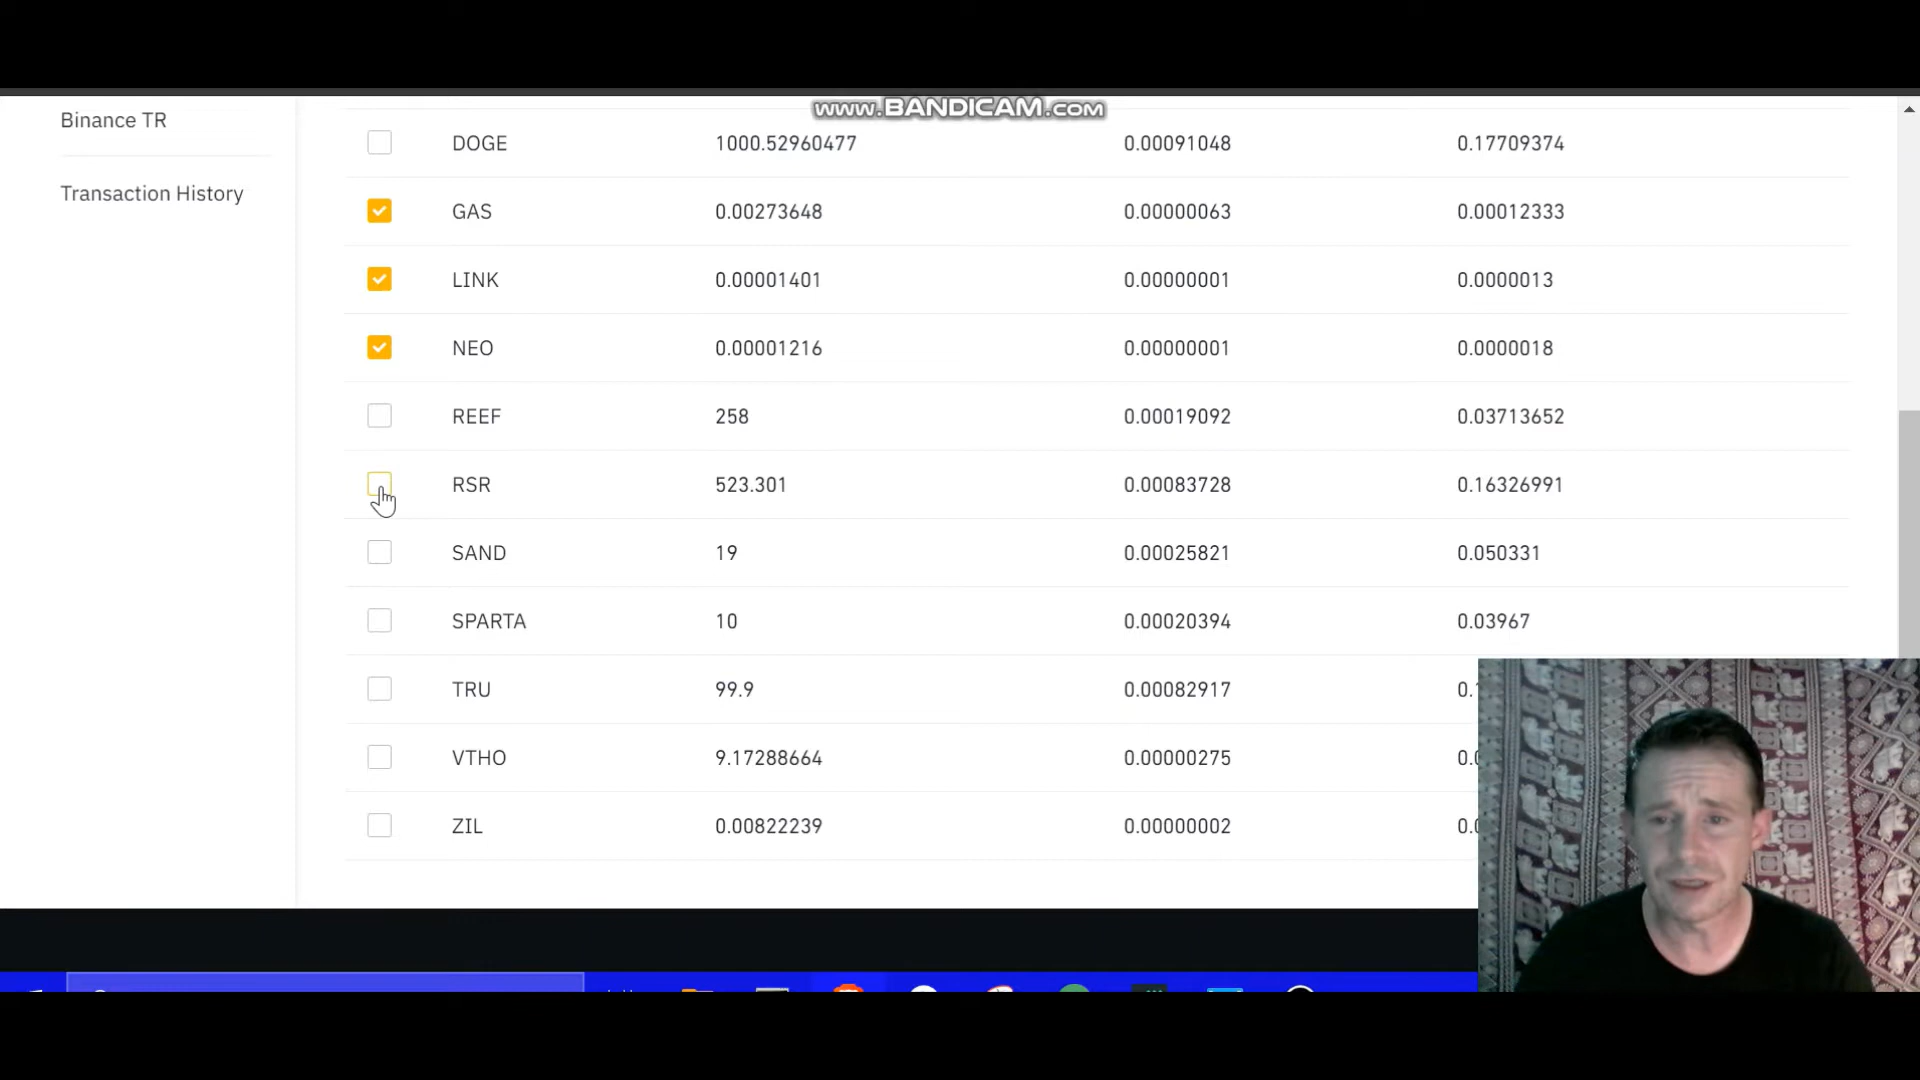 www.BANDICAM.com
Binance TR
Transaction History
DOGE 1000.52960477 0.00091048 0.17709374
GAS 0.00273648 0.00000063 0.00012333
LINK 0.00001401 0.00000001 0.0000013
NEO 0.00001216 0.00000001 0.0000018
REEF 258 0.00019092 0.03713652
RSR 523.301 0.00083728 0.16326991
SAND 19 0.00025821 0.050331
SPARTA 10 0.00020394 0.03967
TRU 99.9 0.00082917 0.
VTHO 9.17288664 0.00000275
ZIL 0.00822239 0.00000002